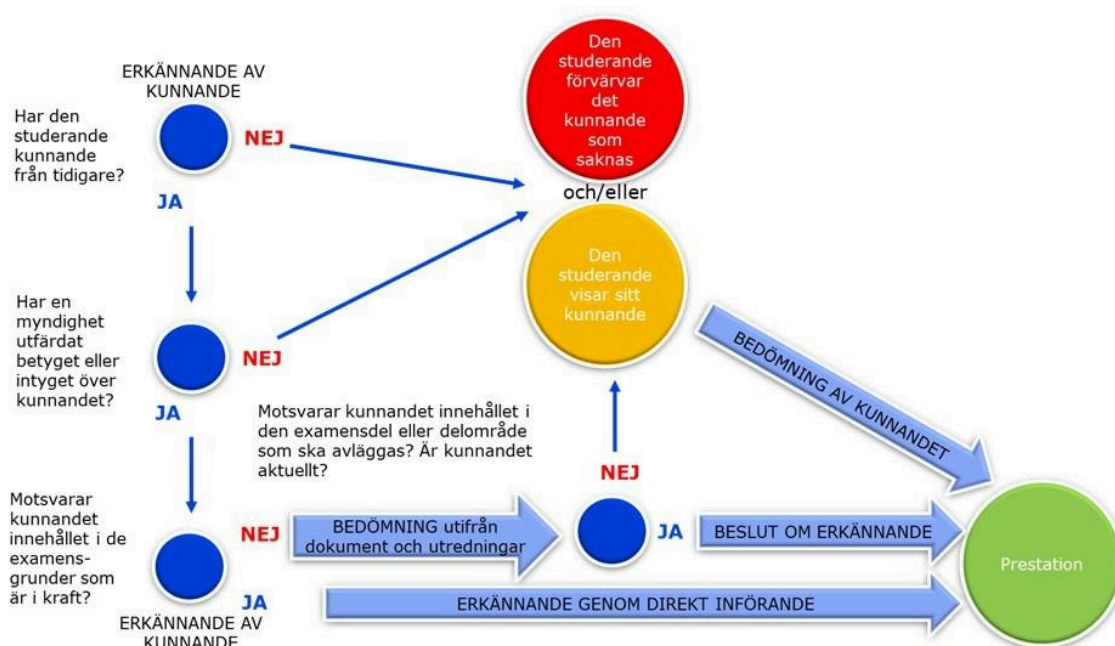 ERKÄNNANDE AV
KUNNANDE
Har den
studerande
kunnande
från tidigare?
NEJ
JA
Den
studerande
förvärvar
det
kunnande
som
saknas
och/eller
Den
studerande
visar sitt
kunnande
Har en
myndighet
utfärdat
betyget eller
intyget över
kunnandet?
NEJ
JA
BEDÖMNING AV KUNNANDET
Motsvarar kunnandet innehållet i
den examensdel eller delområde
som ska avläggas? Är kunnandet
aktuellt?
NEJ
Motsvarar
kunnandet
innehållet i de
examens-
grunder som
är i kraft?
NEJ
BEDÖMNING utifrån
dokument och utredningar
JA
BESLUT OM ERKÄNNANDE
Prestation
JA
ERKÄNNANDE GENOM DIREKT INFÖRANDE
ERKÄNNANDE AV
KUNNANDE